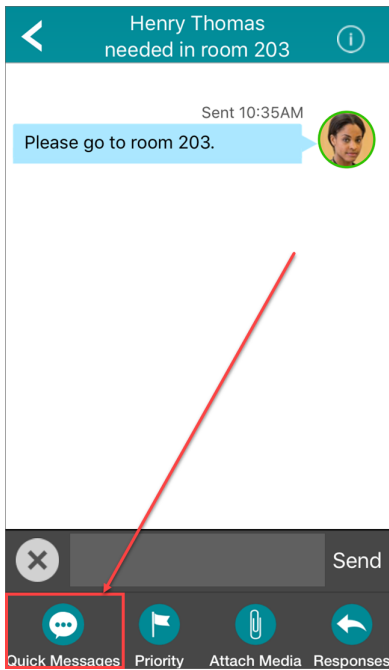 Henry Thomas
needed in room 203
Sent 10:35AM
Please go to room 203.
Send
Quick Messages Priority Attach Media Responses